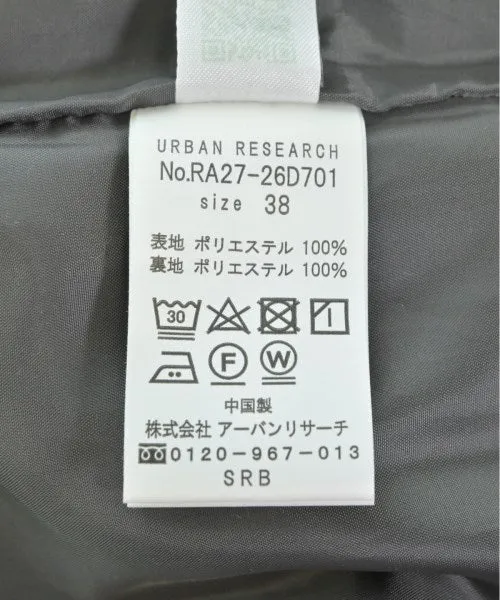 URBAN RESEARCH
No.RA27-26D701
size 38
表地 ポリエステル 100%
裏地 ポリエステル 100%
30
F W
中国製
株式会社 アーバンリサーチ
0120-967-013
SRB